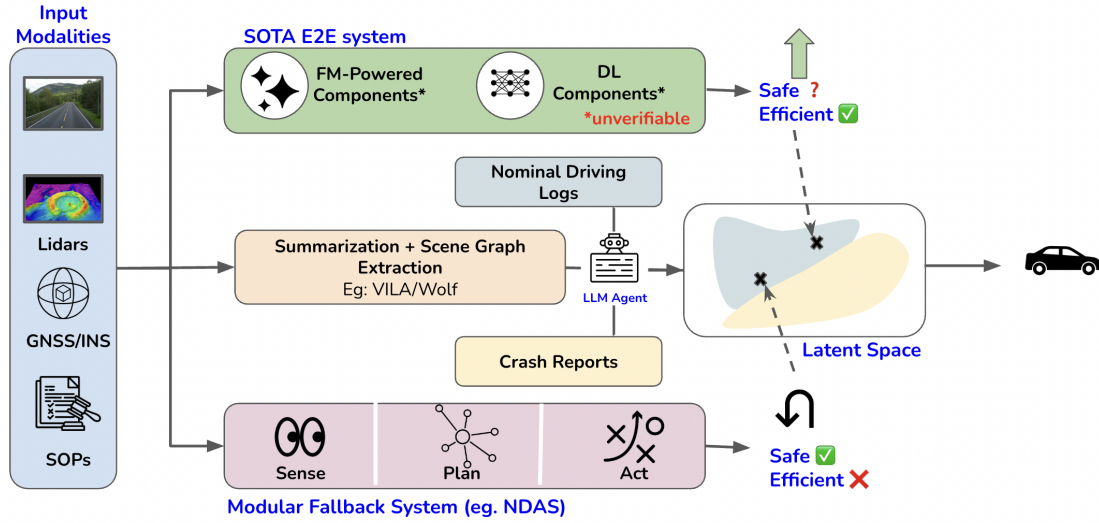 Input
Modalities
Lidars
GNSS/INS
SOPs
SOTA E2E system
FM-Powered
Components*
DL
Components*
*unverifiable
Safe ?
Efficient ✅
Nominal Driving
Logs
Summarization + Scene Graph
Extraction
Eg: VILA/Wolf
LLM Agent
Crash Reports
Latent Space
Sense
Plan
Act
Modular Fallback System (eg. NDAS)
Safe ✅
Efficient ❌